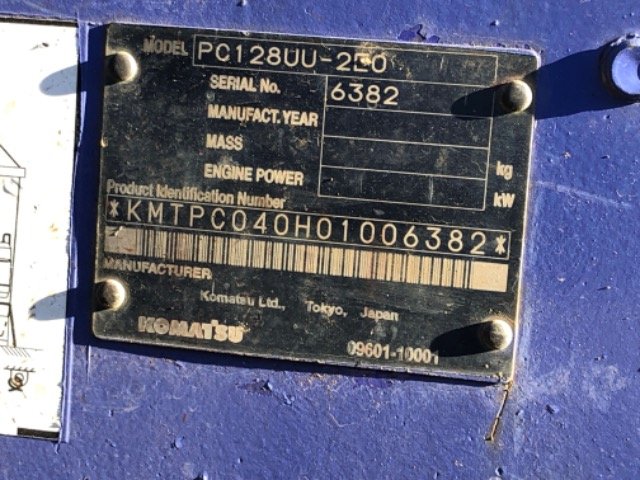 MODEL PC128UU-2E0
SERIAL No. 6382
MANUFACT.YEAR
MASS kg
ENGINE POWER kW
Product Identification Number
*KMTPC040H01006382*
MANUFACTURER
Komatsu Ltd., Tokyo, Japan
KOMATSU 09601-10001